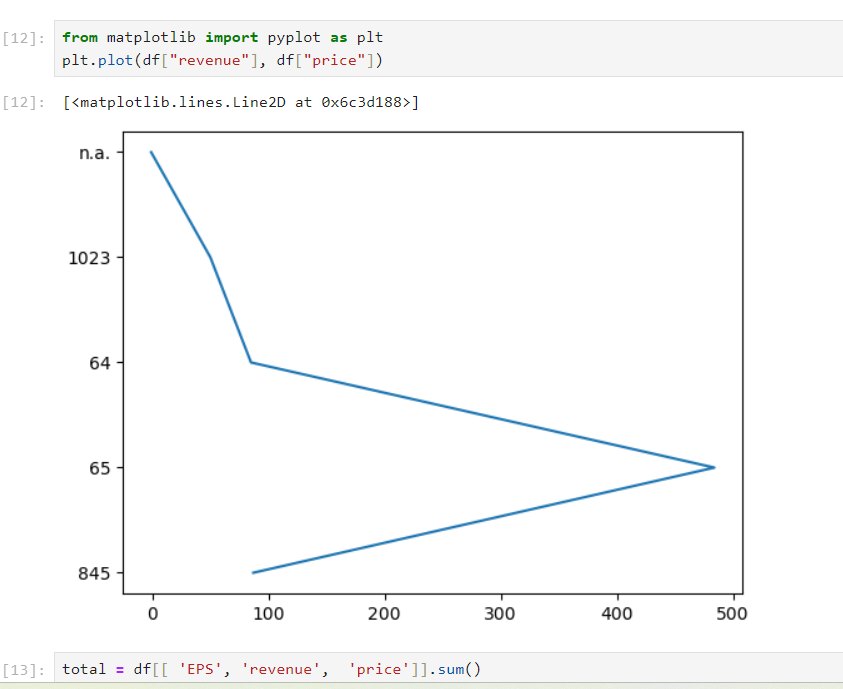 [12]: from matplotlib import pyplot as plt
plt.plot(df["revenue"], df["price"])
[12]: [<matplotlib.lines.Line2D at 0x6c3d188>]
n.a.
1023
64
65
845
0 100 200 300 400 500
[13]: total = df[[ 'EPS', 'revenue',  'price']].sum()